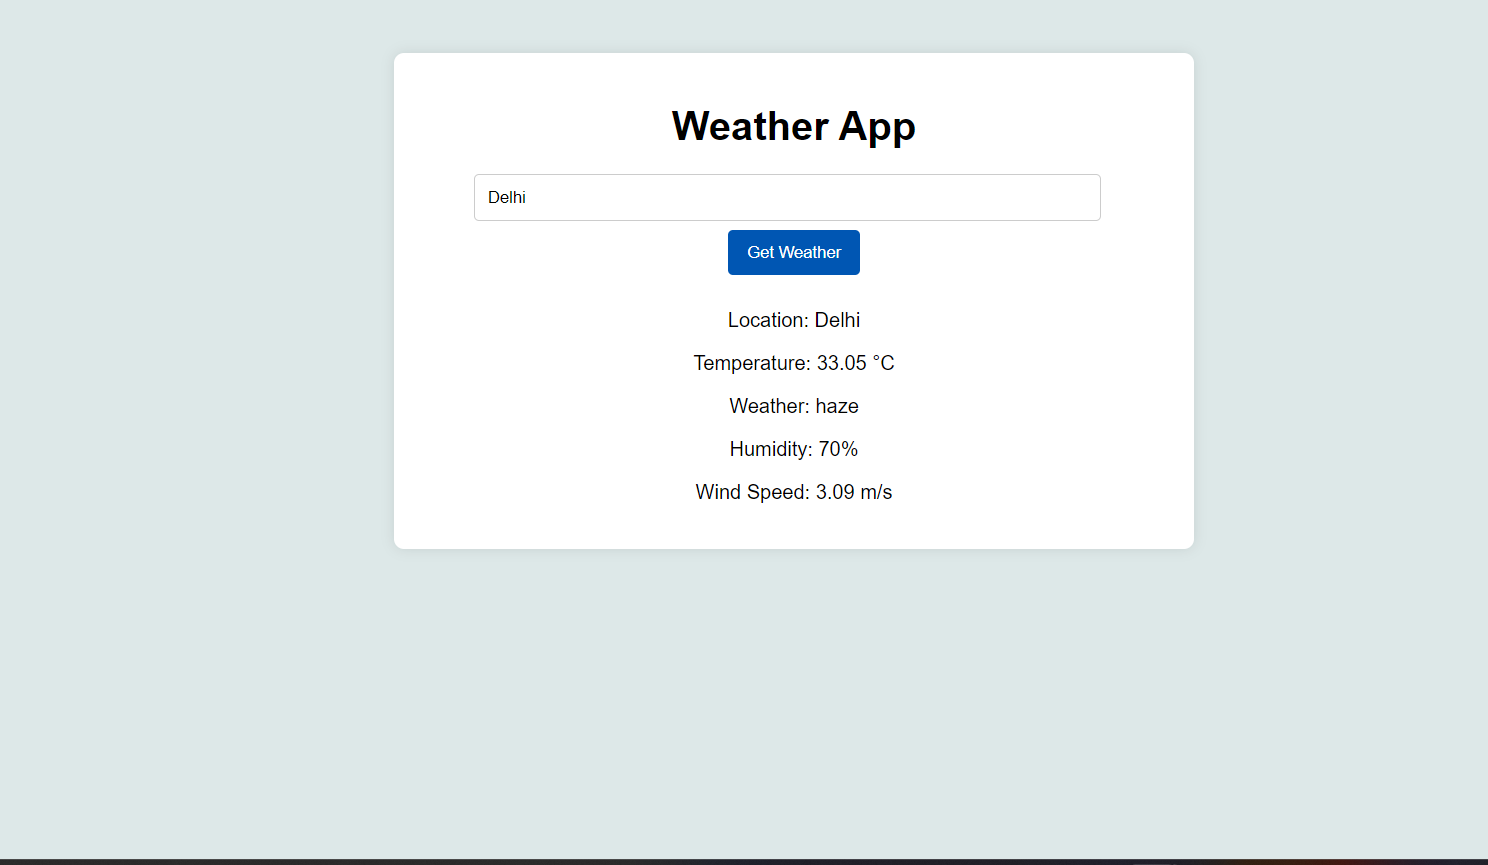 Weather App
Delhi
Get Weather
Location: Delhi
Temperature: 33.05 °C
Weather: haze
Humidity: 70%
Wind Speed: 3.09 m/s